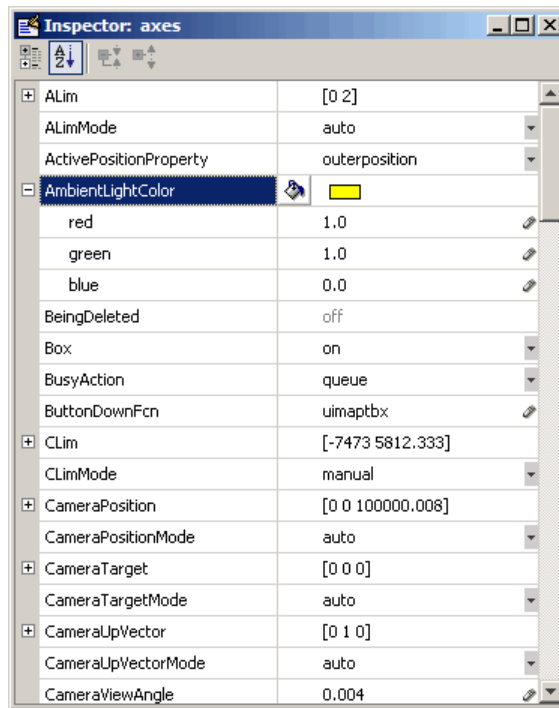 Inspector: axes
ALim [0 2]
ALimMode auto
ActivePositionProperty outerposition
AmbientLightColor
red 1.0
green 1.0
blue 0.0
BeingDeleted off
Box on
BusyAction queue
ButtonDownFcn uimaptbx
CLim [-7473 5812.333]
CLimMode manual
CameraPosition [0 0 100000.008]
CameraPositionMode auto
CameraTarget [0 0 0]
CameraTargetMode auto
CameraUpVector [0 1 0]
CameraUpVectorMode auto
CameraViewAngle 0.004